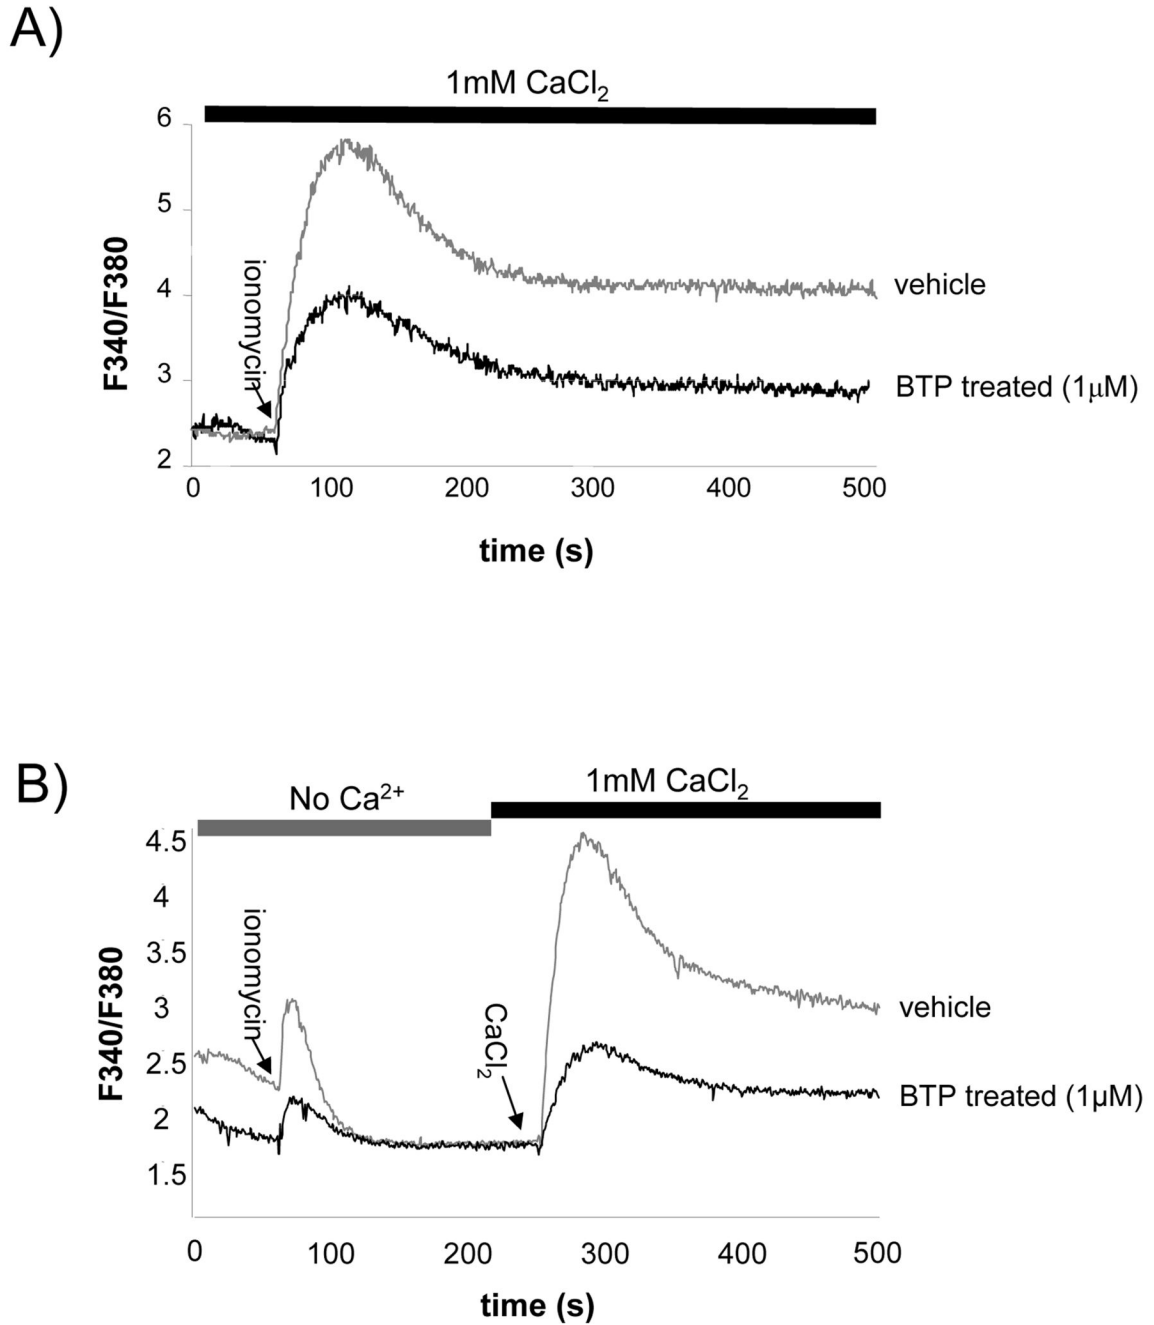 A)
1mM CaCl₂
6
5
4
3
2
F340/F380
ionomycin
vehicle
BTP treated (1μM)
0 100 200 300 400 500
time (s)
B)
No Ca²⁺
1mM CaCl₂
4.5
4
3.5
3
2.5
2
1.5
F340/F380
ionomycin
CaCl₂
vehicle
BTP treated (1μM)
0 100 200 300 400 500
time (s)